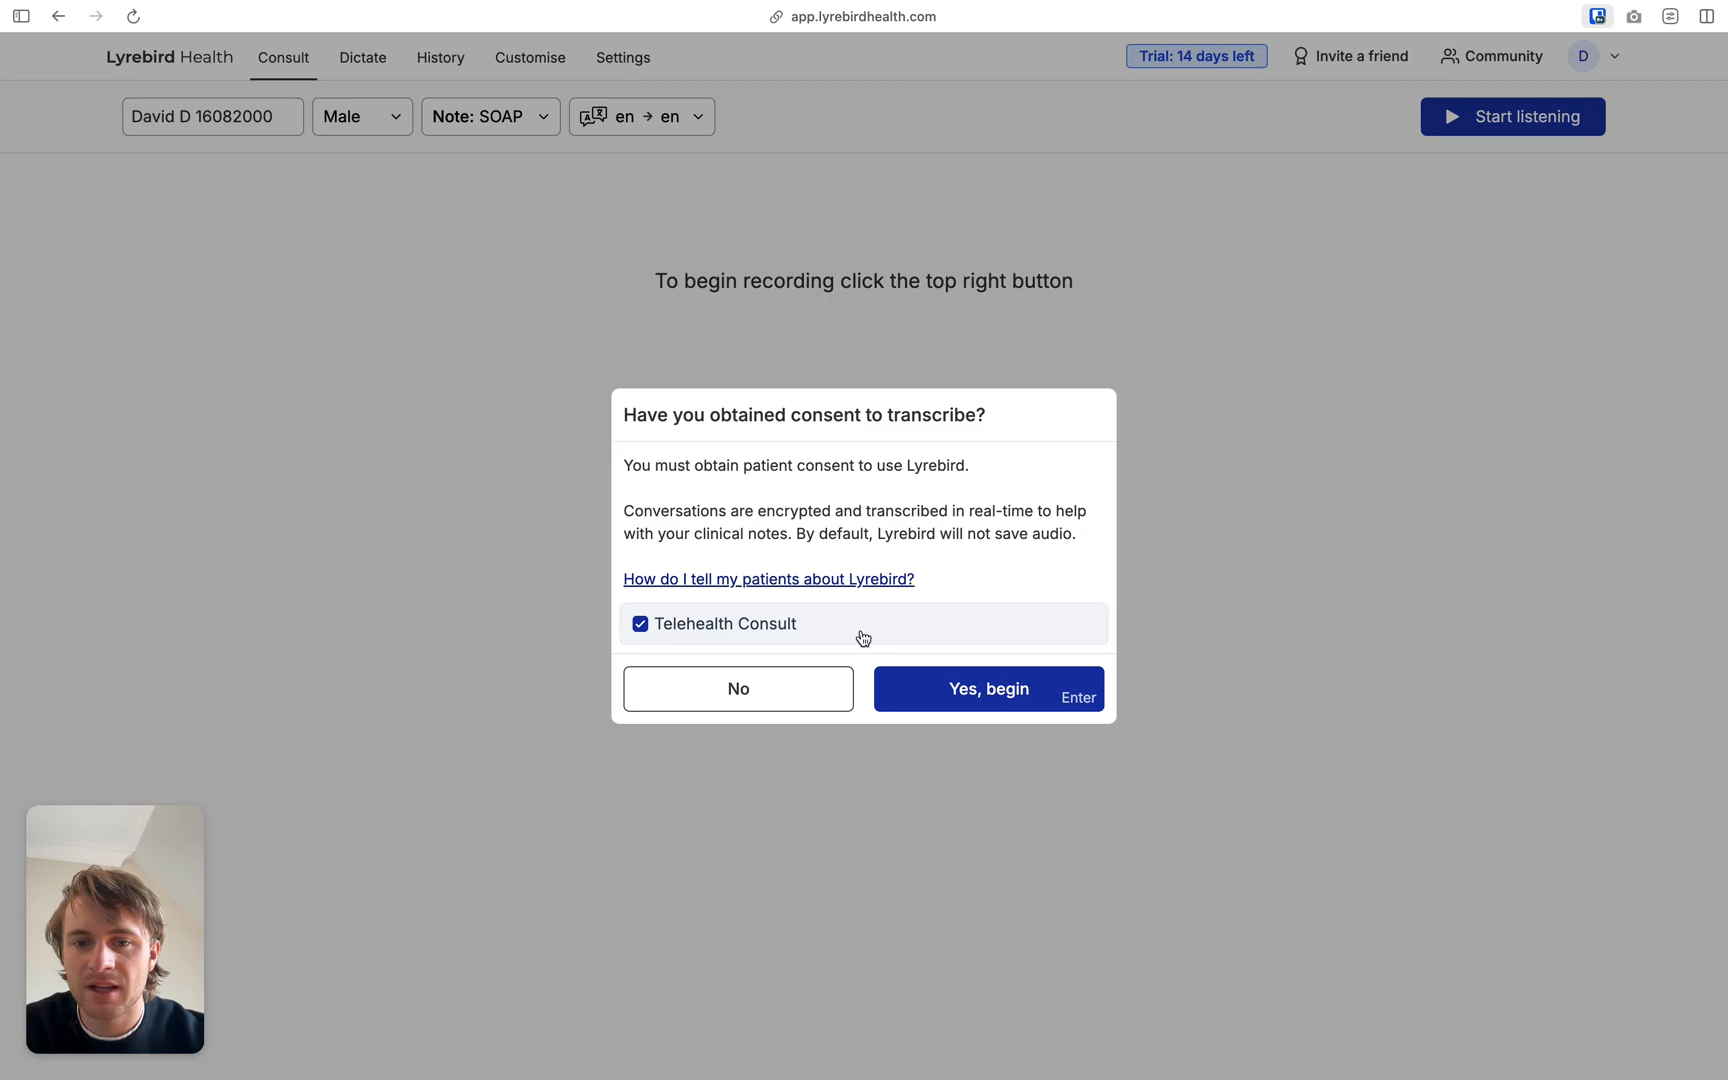 app.lyrebirdhealth.com
Lyrebird Health Consult Dictate History Customise Settings Trial: 14 days left Invite a friend Community D
David D 16082000 Male Note: SOAP en → en Start listening
To begin recording click the top right button
Have you obtained consent to transcribe?
You must obtain patient consent to use Lyrebird.
Conversations are encrypted and transcribed in real-time to help
with your clinical notes. By default, Lyrebird will not save audio.
How do I tell my patients about Lyrebird?
Telehealth Consult
No Yes, begin Enter